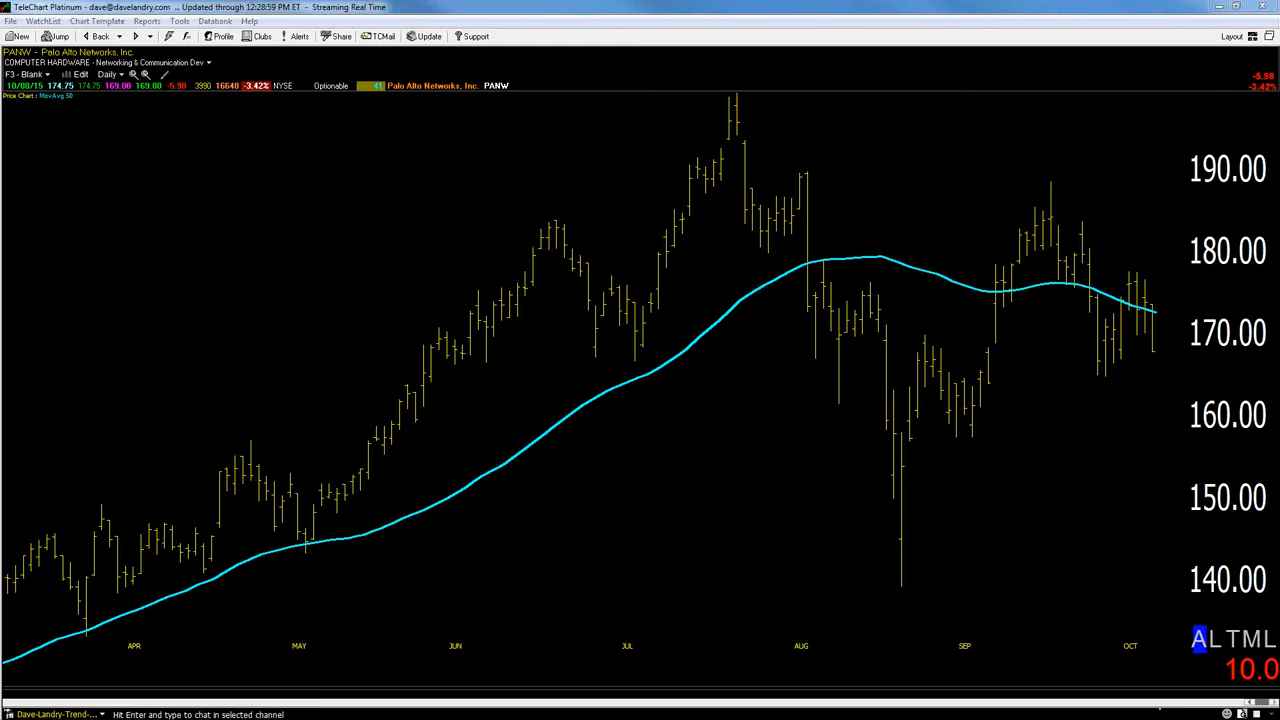 TeleChart Platinum - dave@davelandry.com ... Updated through 12:28:59 PM ET - Streaming Real Time
File WatchList Chart Template Reports Tools Databank Help
New Jump Back Profile Clubs Alerts Share TCMail Update Support Layout
PANW - Palo Alto Networks, Inc.
COMPUTER HARDWARE - Networking & Communication Dev
F3 - Blank Edit Daily
-5.98
10/08/15 174.75 174.75 169.00 169.00 -5.98 3990 16648 -3.42% NYSE Optionable 41 Palo Alto Networks, Inc. PANW -3.42%
Price Chart : MovAvg 50
190.00
180.00
170.00
160.00
150.00
140.00
ALTML
APR MAY JUN JUL AUG SEP OCT
10.0
Dave-Landry-Trend-... Hit Enter and type to chat in selected channel